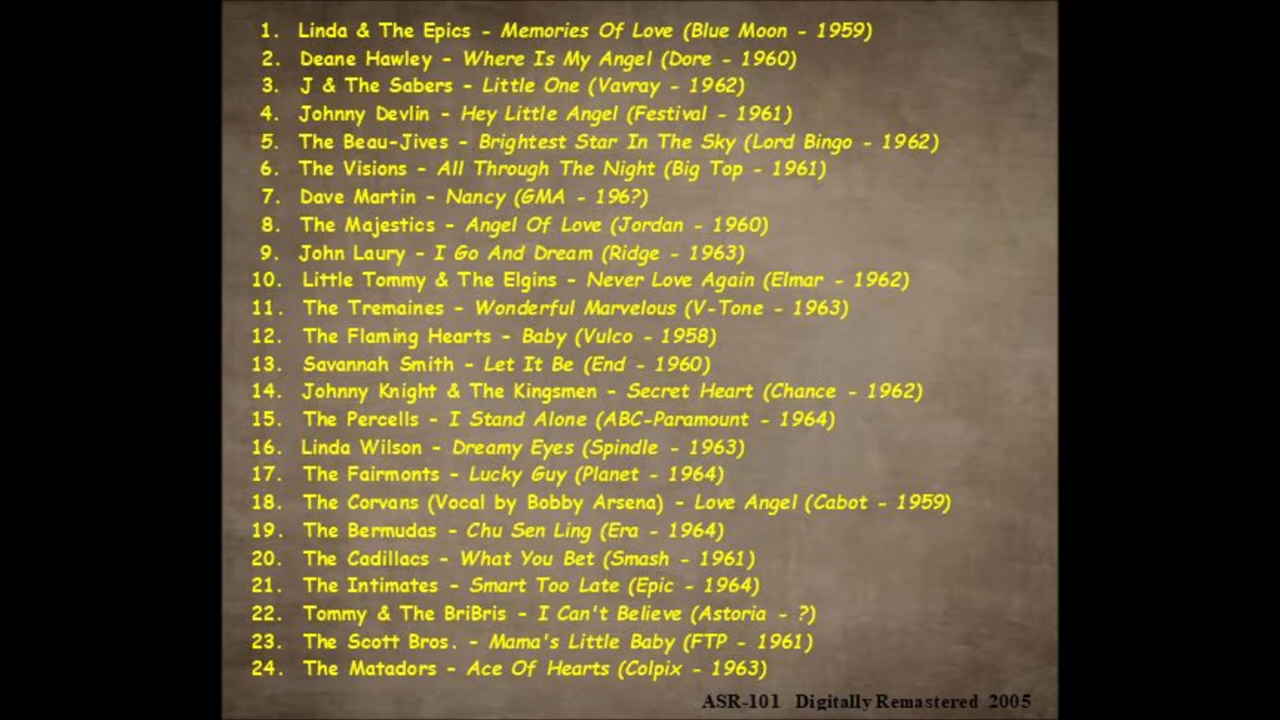 1. Linda & The Epics - Memories Of Love (Blue Moon - 1959)
2. Deane Hawley - Where Is My Angel (Dore - 1960)
3. J & The Sabers - Little One (Vavray - 1962)
4. Johnny Devlin - Hey Little Angel (Festival - 1961)
5. The Beau-Jives - Brightest Star In The Sky (Lord Bingo - 1962)
6. The Visions - All Through The Night (Big Top - 1961)
7. Dave Martin - Nancy (GMA - 196?)
8. The Majestics - Angel Of Love (Jordan - 1960)
9. John Laury - I Go And Dream (Ridge - 1963)
10. Little Tommy & The Elgins - Never Love Again (Elmar - 1962)
11. The Tremaines - Wonderful Marvelous (V-Tone - 1963)
12. The Flaming Hearts - Baby (Vulco - 1958)
13. Savannah Smith - Let It Be (End - 1960)
14. Johnny Knight & The Kingsmen - Secret Heart (Chance - 1962)
15. The Percells - I Stand Alone (ABC-Paramount - 1964)
16. Linda Wilson - Dreamy Eyes (Spindle - 1963)
17. The Fairmonts - Lucky Guy (Planet - 1964)
18. The Corvans (Vocal by Bobby Arsena) - Love Angel (Cabot - 1959)
19. The Bermudas - Chu Sen Ling (Era - 1964)
20. The Cadillacs - What You Bet (Smash - 1961)
21. The Intimates - Smart Too Late (Epic - 1964)
22. Tommy & The BriBris - I Can't Believe (Astoria - ?)
23. The Scott Bros. - Mama's Little Baby (FTP - 1961)
24. The Matadors - Ace Of Hearts (Colpix - 1963)
ASR-101 Digitally Remastered 2005